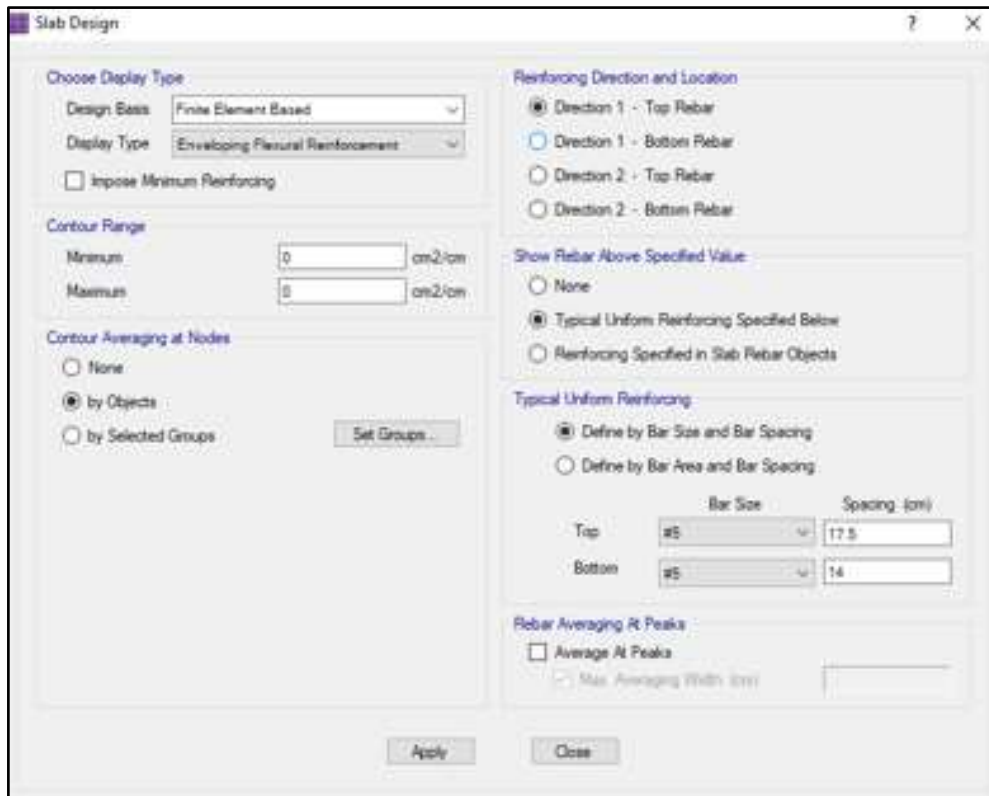 Slab Design ? X
Choose Display Type
Design Basis Finite Element Based
Display Type Enveloping Flexural Reinforcement
Impose Minimum Reinforcing
Contour Range
Minimum 0 cm2/cm
Maximum 0 cm2/cm
Contour Averaging at Nodes
None
by Objects
by Selected Groups Set Groups...
Reinforcing Direction and Location
Direction 1 - Top Rebar
Direction 1 - Bottom Rebar
Direction 2 - Top Rebar
Direction 2 - Bottom Rebar
Show Rebar Above Specified Value
None
Typical Uniform Reinforcing Specified Below
Reinforcing Specified in Slab Rebar Objects
Typical Uniform Reinforcing
Define by Bar Size and Bar Spacing
Define by Bar Area and Bar Spacing
Bar Size Spacing (cm)
Top #5 17.5
Bottom #5 14
Rebar Averaging At Peaks
Average At Peaks
Max. Averaging Width (cm)
Apply Close